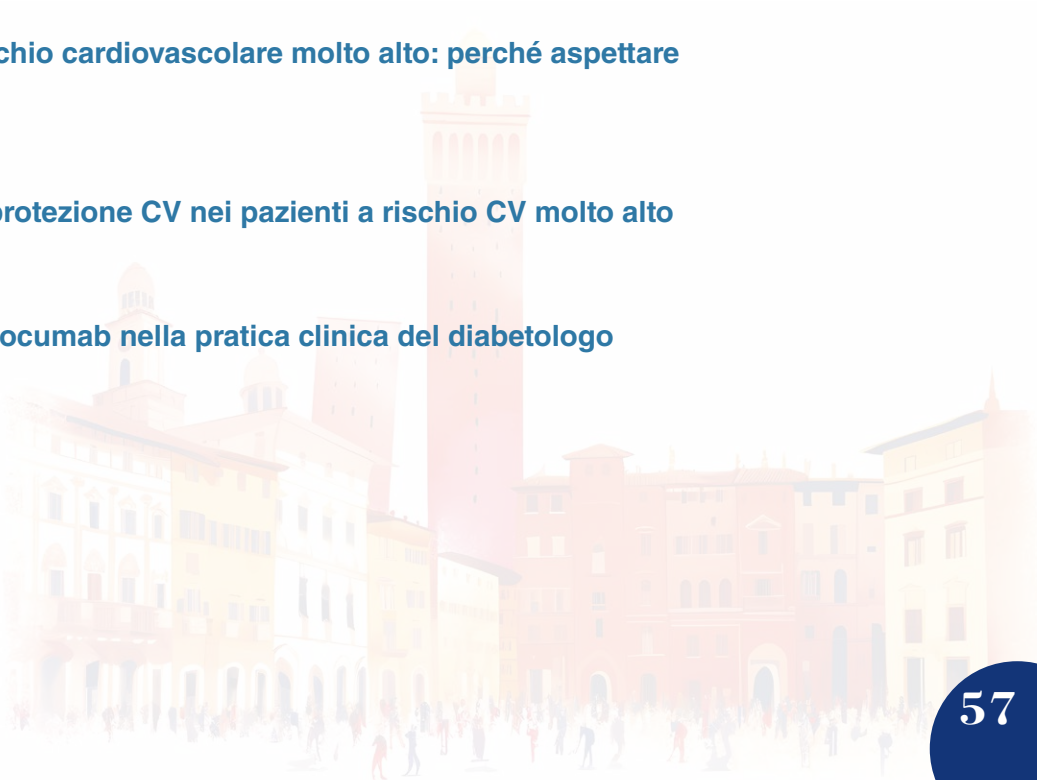 chio cardiovascolare molto alto: perché aspettare
protezione CV nei pazienti a rischio CV molto alto
ocumab nella pratica clinica del diabetologo
57